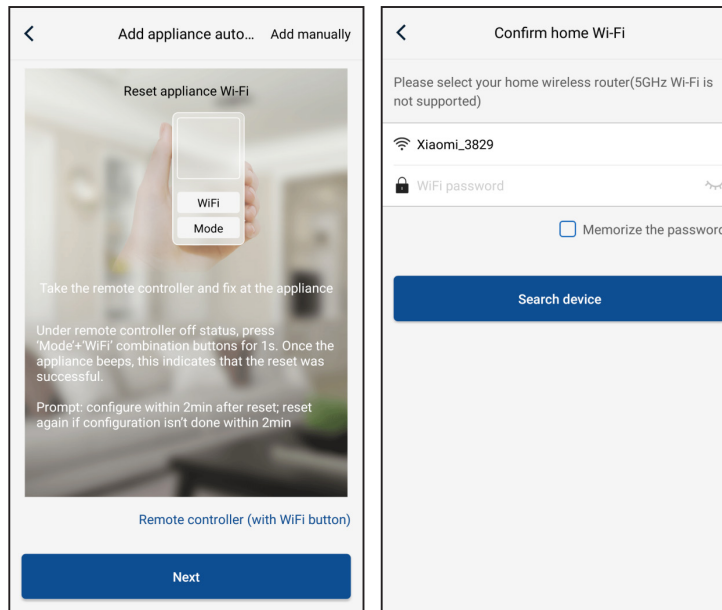 Add appliance auto... Add manually
Reset appliance Wi-Fi
WiFi
Mode
Take the remote controller and fix at the appliance
Under remote controller off status, press
‘Mode’+‘WiFi’ combination buttons for 1s. Once the
appliance beeps, this indicates that the reset was
successful.
Prompt: configure within 2min after reset; reset
again if configuration isn’t done within 2min
Remote controller (with WiFi button)
Next
Confirm home Wi-Fi
Please select your home wireless router(5GHz Wi-Fi is
not supported)
Xiaomi_3829
WiFi password
Memorize the password
Search device